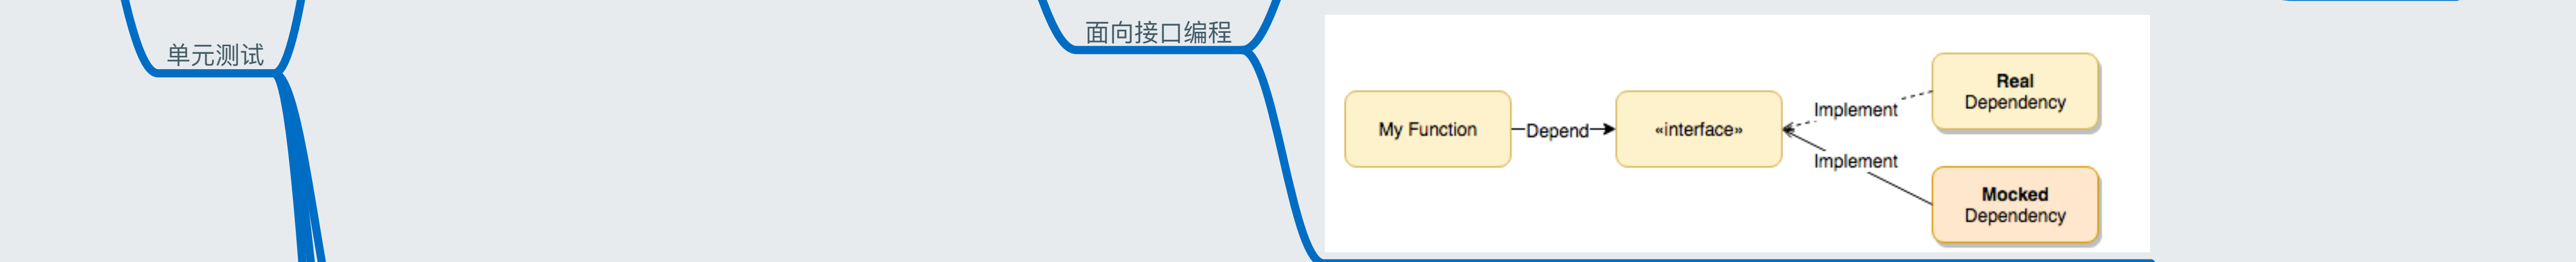 单元测试
面向接口编程
My Function
Depend
«interface»
Implement
Implement
Real
Dependency
Mocked
Dependency